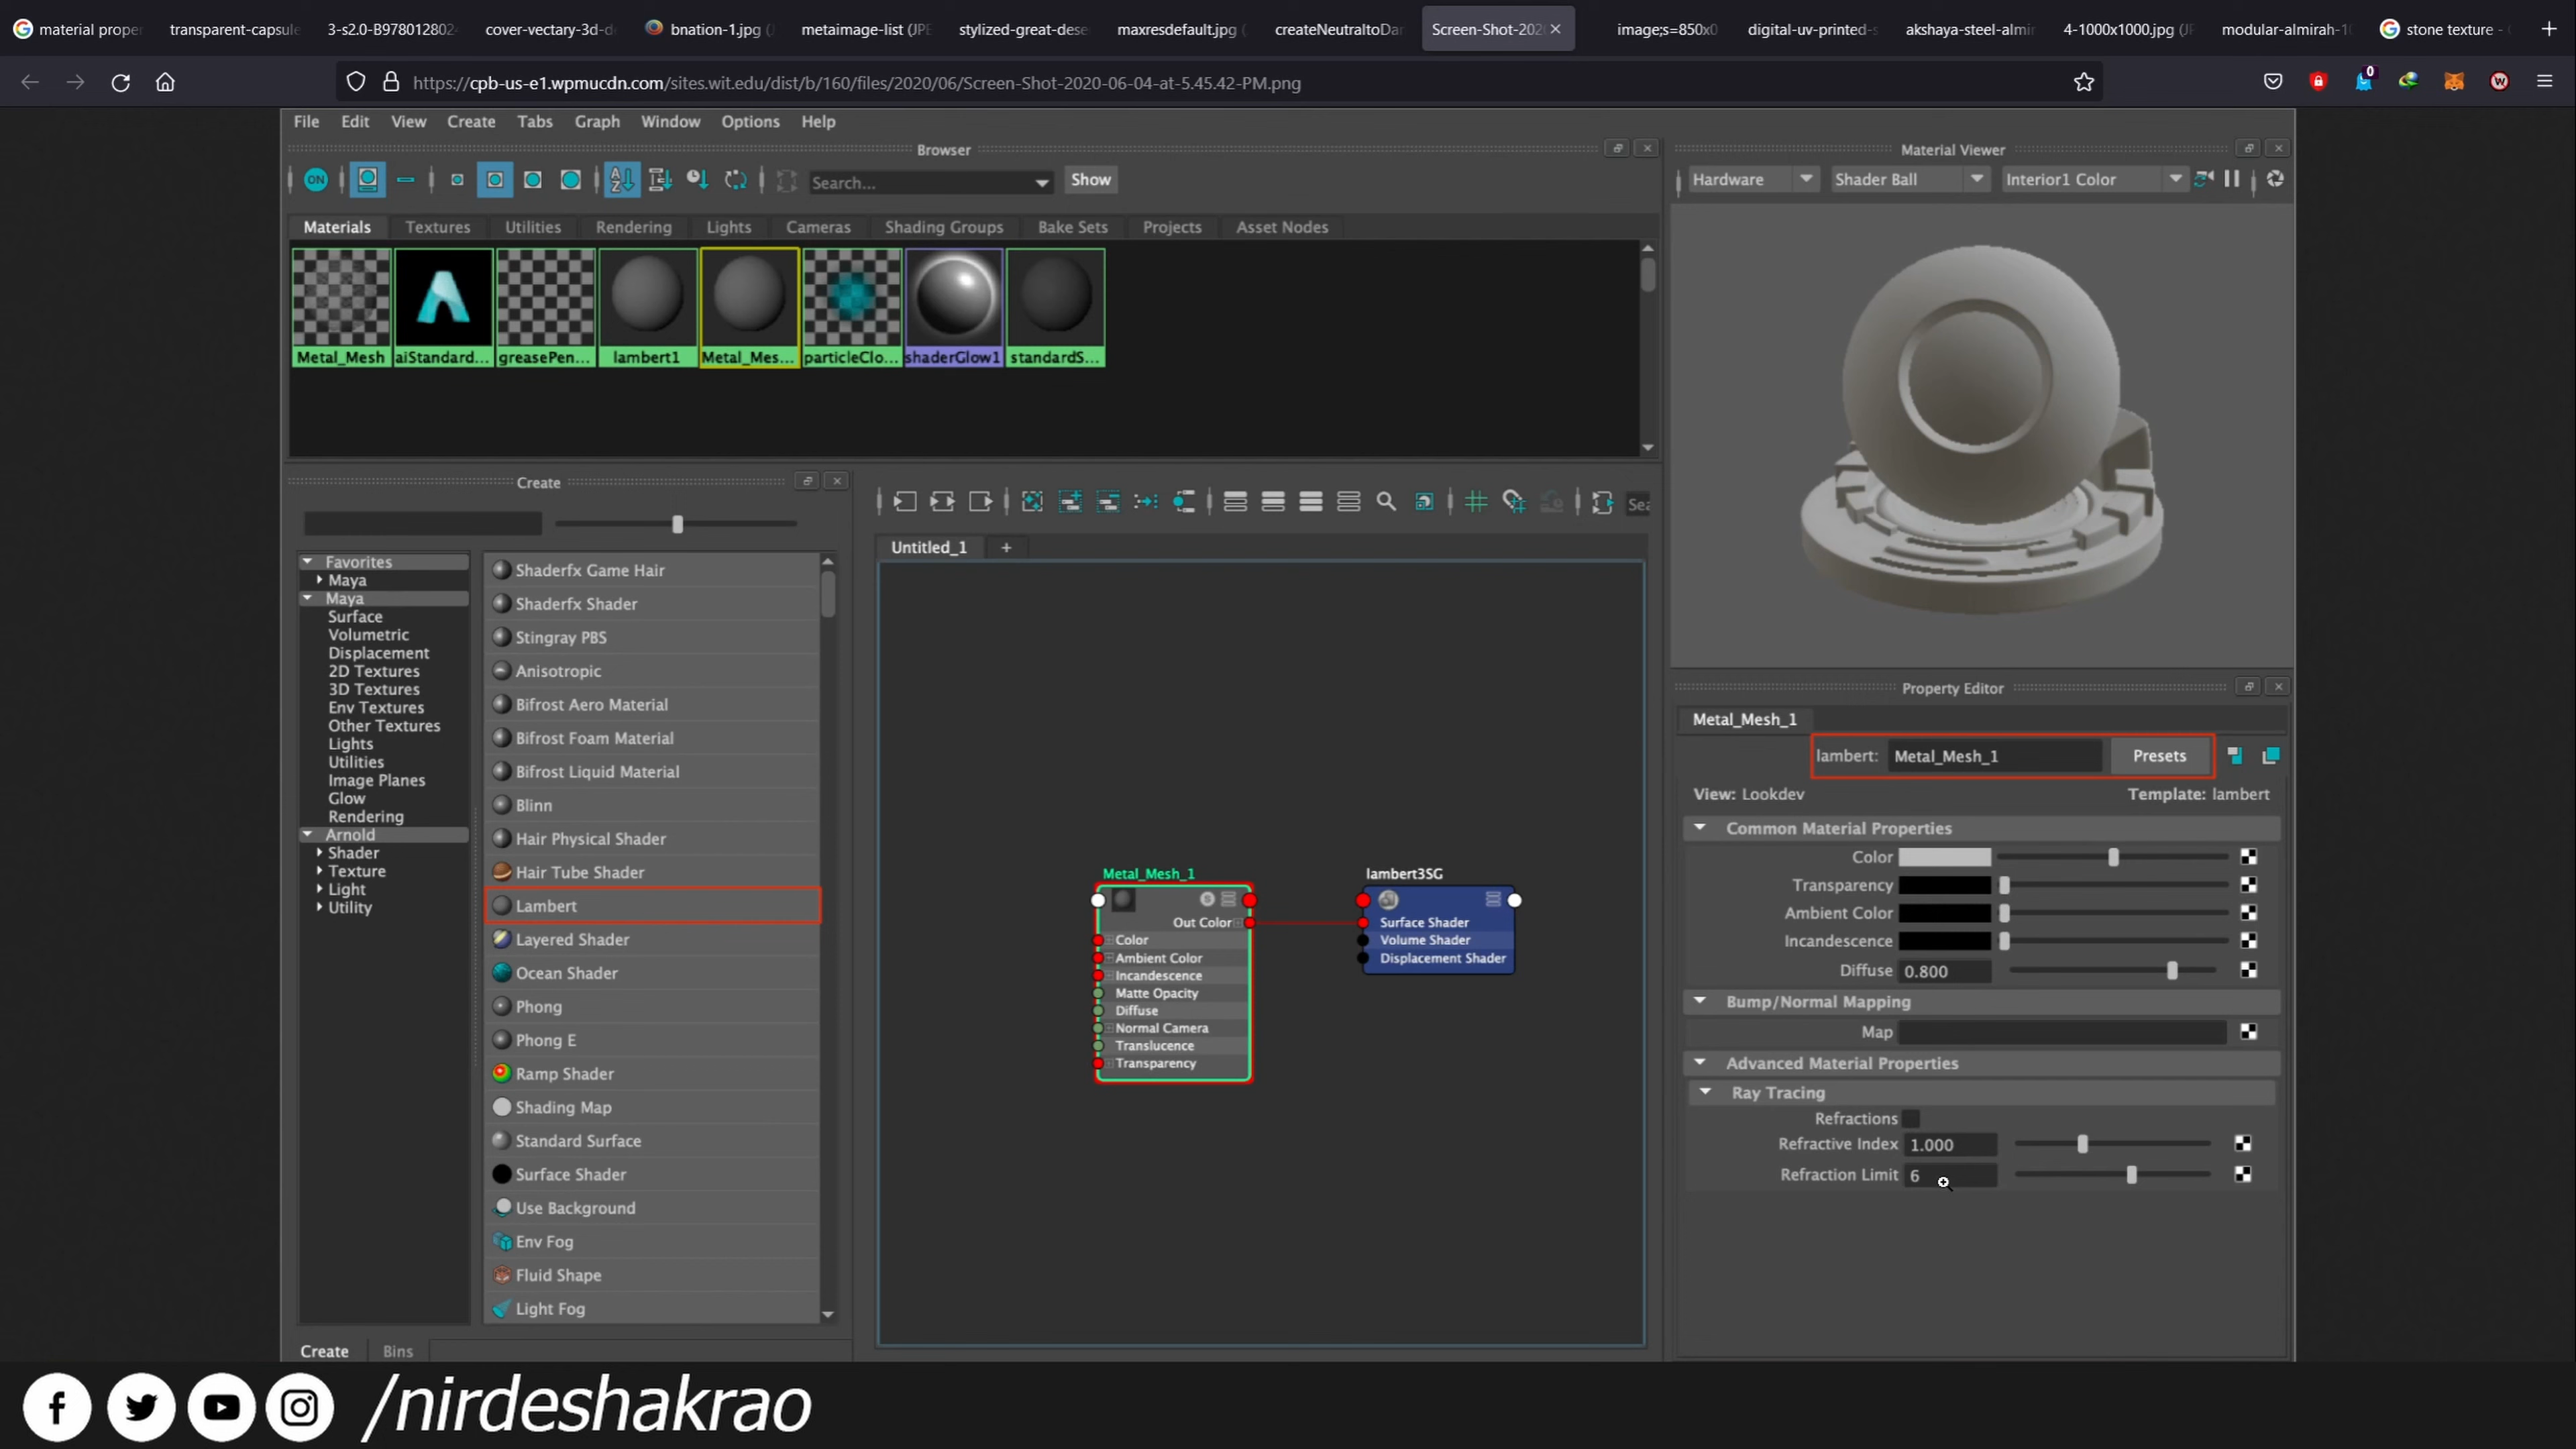 material proper
transparent-capsule
3-s2.0-B9780128024
cover-vectary-3d-d
bnation-1.jpg (J
metaimage-list (JPE
stylized-great-dese
maxresdefault.jpg (
createNeutraltoDar
Screen-Shot-202
image;s=850x0
digital-uv-printed-s
akshaya-steel-almir
4-1000x1000.jpg (JP
modular-almirah-10
stone texture -
https://cpb-us-e1.wpmucdn.com/sites.wit.edu/dist/b/160/files/2020/06/Screen-Shot-2020-06-04-at-5.45.42-PM.png
0
File Edit View Create Tabs Graph Window Options Help
Browser
ON
Search...
Show
Materials Textures Utilities Rendering Lights Cameras Shading Groups Bake Sets Projects Asset Nodes
Metal_Mesh aiStandard... greasePen... lambert1 Metal_Mes... particleClo... shaderGlow1 standardS...
Create
Favorites
Maya
Maya
Surface
Volumetric
Displacement
2D Textures
3D Textures
Env Textures
Other Textures
Lights
Utilities
Image Planes
Glow
Rendering
Arnold
Shader
Texture
Light
Utility
Shaderfx Game Hair
Shaderfx Shader
Stingray PBS
Anisotropic
Bifrost Aero Material
Bifrost Foam Material
Bifrost Liquid Material
Blinn
Hair Physical Shader
Hair Tube Shader
Lambert
Layered Shader
Ocean Shader
Phong
Phong E
Ramp Shader
Shading Map
Standard Surface
Surface Shader
Use Background
Env Fog
Fluid Shape
Light Fog
Create Bins
Sea
Untitled_1 +
Metal_Mesh_1
Out Color
Color
Ambient Color
Incandescence
Matte Opacity
Diffuse
Normal Camera
Translucence
Transparency
lambert3SG
Surface Shader
Volume Shader
Displacement Shader
Material Viewer
Hardware Shader Ball Interior1 Color
Property Editor
Metal_Mesh_1
lambert: Metal_Mesh_1 Presets
View: Lookdev Template: lambert
Common Material Properties
Color
Transparency
Ambient Color
Incandescence
Diffuse 0.800
Bump/Normal Mapping
Map
Advanced Material Properties
Ray Tracing
Refractions
Refractive Index 1.000
Refraction Limit 6
/nirdeshakrao